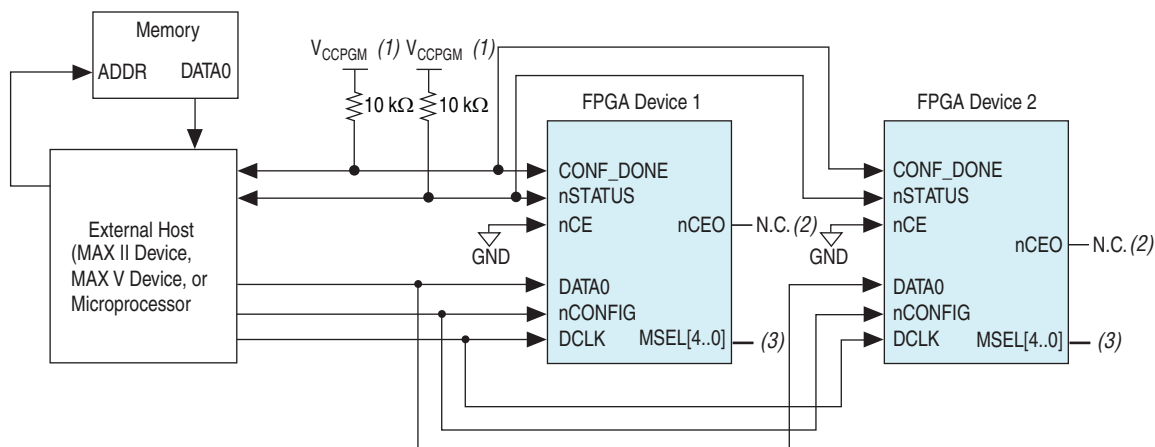 Memory
ADDR DATA0
V_CCPGM (1) V_CCPGM (1)
10 kΩ 10 kΩ
External Host
(MAX II Device,
MAX V Device, or
Microprocessor
FPGA Device 1
CONF_DONE
nSTATUS
nCE
nCEO
N.C. (2)
GND
DATA0
nCONFIG
DCLK
MSEL[4..0]
(3)
FPGA Device 2
CONF_DONE
nSTATUS
nCE
nCEO
N.C. (2)
GND
DATA0
nCONFIG
DCLK
MSEL[4..0]
(3)